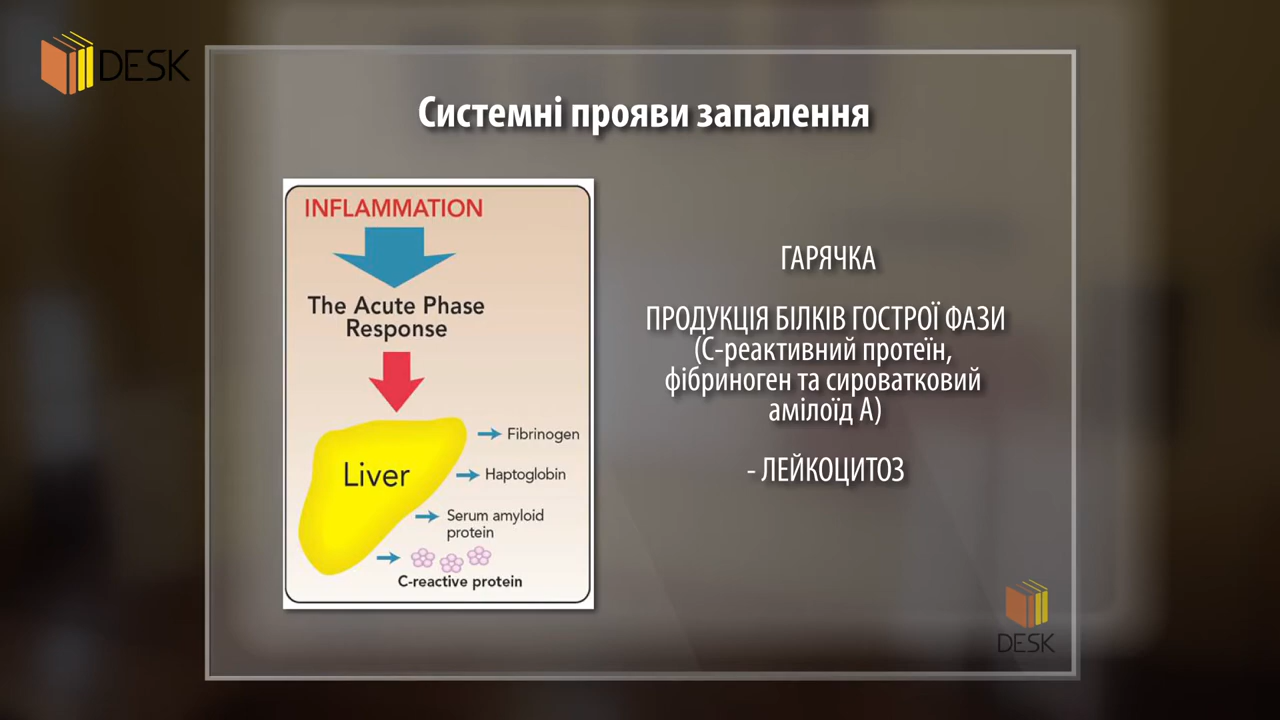 DESK
Системні прояви запалення
INFLAMMATION
The Acute Phase
Response
Liver
Fibrinogen
Haptoglobin
Serum amyloid
protein
C-reactive protein
ГАРЯЧКА
ПРОДУКЦІЯ БІЛКІВ ГОСТРОЇ ФАЗИ
(С-реактивний протеїн,
фібриноген та сироватковий
амілоїд А)
- ЛЕЙКОЦИТОЗ
DESK